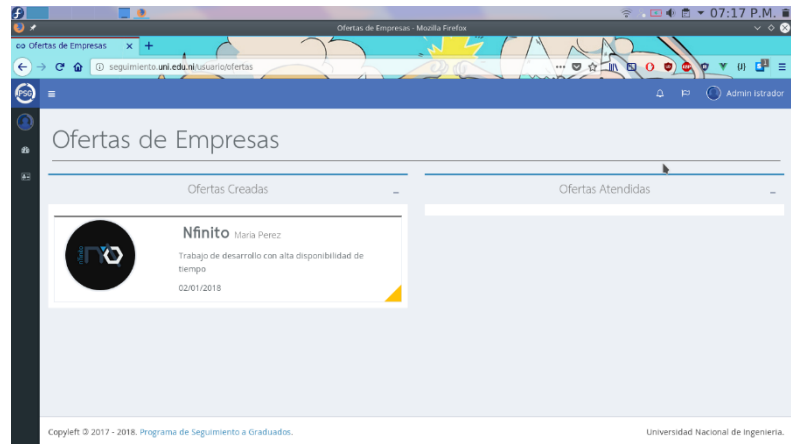 07:17 P.M.
Ofertas de Empresas - Mozilla Firefox
Ofertas de Empresas
seguimiento.uni.edu.ni/usuario/ofertas
PSG
Admin Istrador
Ofertas de Empresas
Ofertas Creadas
Ofertas Atendidas
Nfinito Maria Perez
Trabajo de desarrollo con alta disponibilidad de
tiempo
02/01/2018
Copyleft 2017 - 2018. Programa de Seguimiento a Graduados.
Universidad Nacional de Ingenieria.